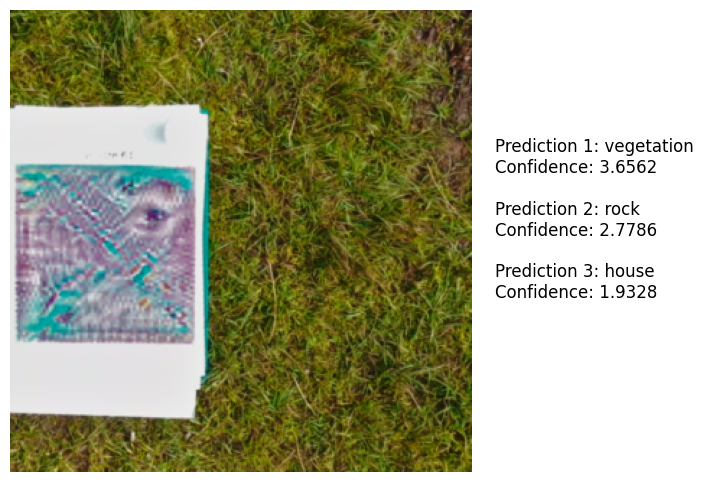 Prediction 1: vegetation
Confidence: 3.6562
Prediction 2: rock
Confidence: 2.7786
Prediction 3: house
Confidence: 1.9328